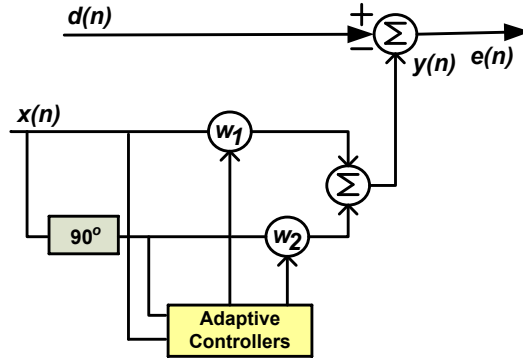 d(n)
+
−
Σ
y(n)
e(n)
x(n)
w1
Σ
90°
w2
Adaptive
Controllers